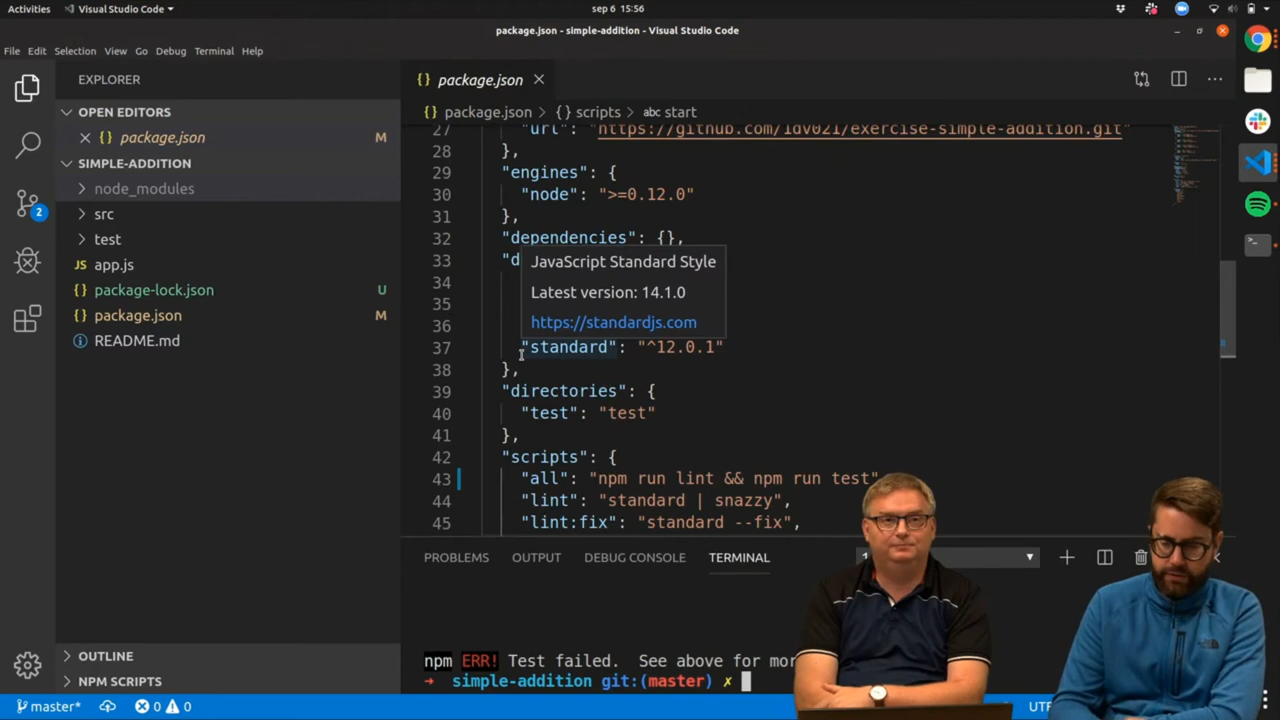 Activities
Visual Studio Code
sep 6 15:56
package.json - simple-addition - Visual Studio Code
File Edit Selection View Go Debug Terminal Help
EXPLORER
OPEN EDITORS
package.json M
SIMPLE-ADDITION
node_modules
src
test
JS app.js
{} package-lock.json U
{} package.json M
README.md
OUTLINE
NPM SCRIPTS
2
{} package.json
{} package.json > {} scripts > abc start
27 "url": "https://github.com/1dv021/exercise-simple-addition.git"
28 },
29 "engines": {
30 "node": ">=0.12.0"
31 },
32 "dependencies": {},
33 "d
JavaScript Standard Style
34
Latest version: 14.1.0
35
https://standardjs.com
36
37 "standard": "^12.0.1"
38 },
39 "directories": {
40 "test": "test"
41 },
42 "scripts": {
43 "all": "npm run lint && npm run test"
44 "lint": "standard | snazzy",
45 "lint:fix": "standard --fix",
PROBLEMS OUTPUT DEBUG CONSOLE TERMINAL
npm ERR! Test failed. See above for mor
→ simple-addition git:(master) ✗
master* 0 0 UTF